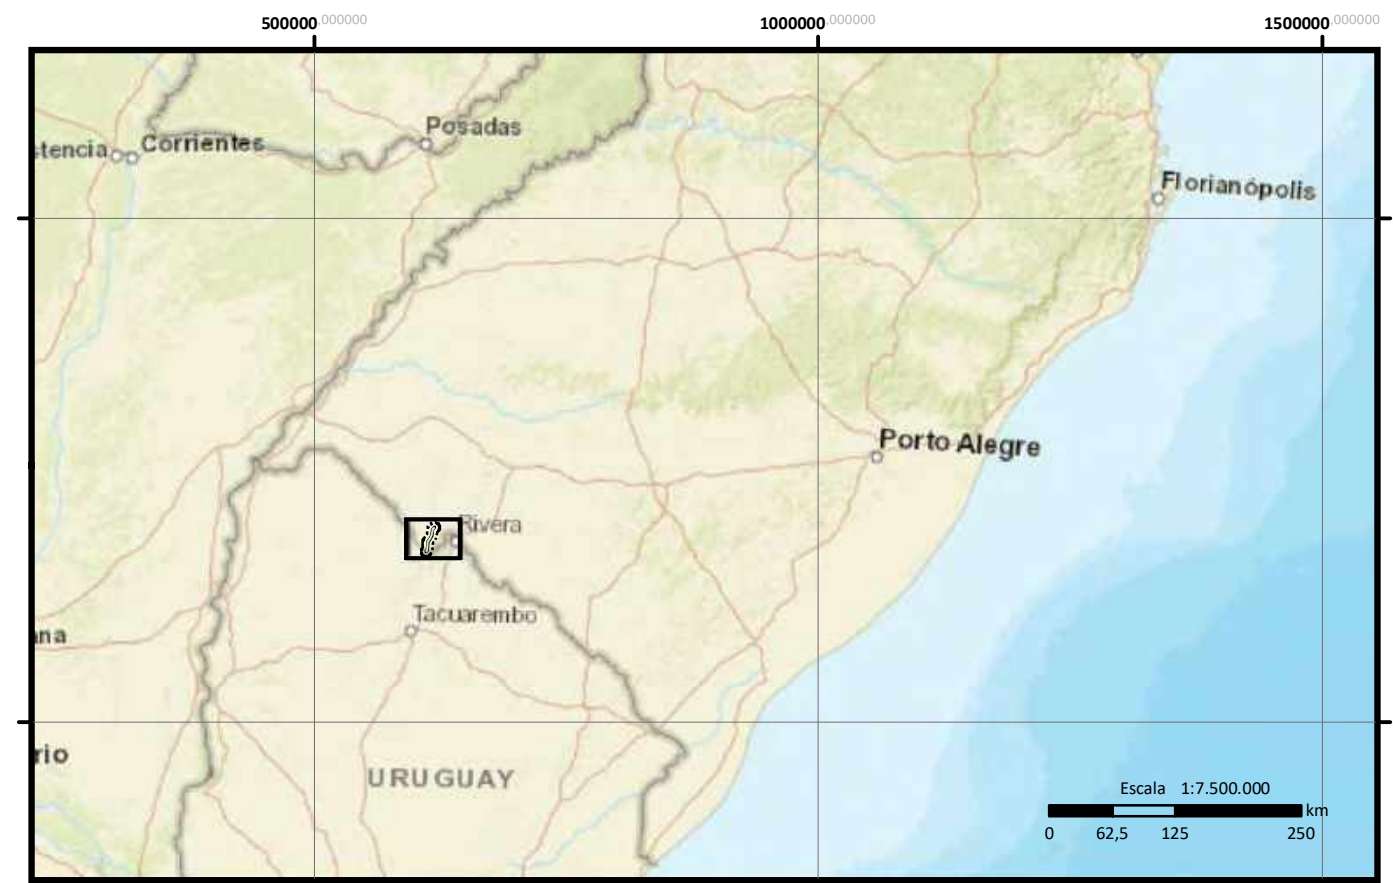 500000,000000 1000000,000000 1500000,000000
Posadas
stencia Corrientes
Florianópolis
Porto Alegre
Rivera
Tacuarembo
ana
rio
URUGUAY
Escala 1:7.500.000
km
0 62,5 125 250